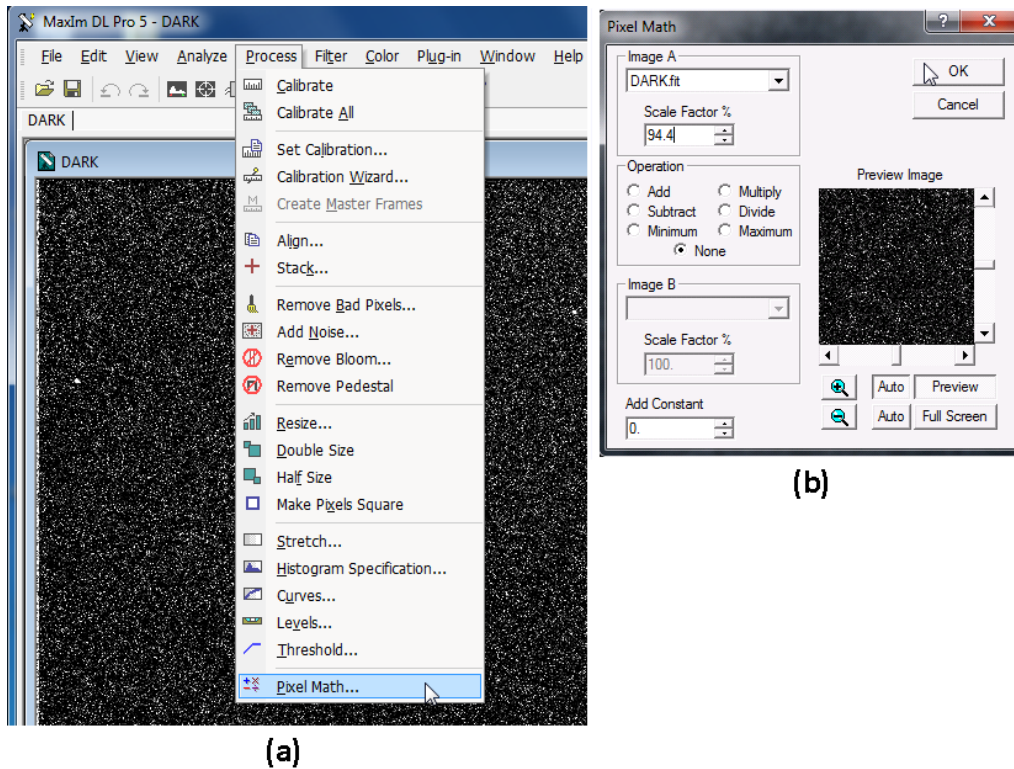 MaxIm DL Pro 5 - DARK
File Edit View Analyze Process Filter Color Plug-in Window Help
DARK
DARK
Calibrate
Calibrate All
Set Calibration...
Calibration Wizard...
Create Master Frames
Align...
Stack...
Remove Bad Pixels...
Add Noise...
Remove Bloom...
Remove Pedestal
Resize...
Double Size
Half Size
Make Pixels Square
Stretch...
Histogram Specification...
Curves...
Levels...
Threshold...
Pixel Math...
(a)
Pixel Math
Image A
DARK.fit
Scale Factor %
94.4
OK
Cancel
Operation
Add Multiply
Subtract Divide
Minimum Maximum
None
Preview Image
Image B
Scale Factor %
100.
Add Constant
0.
Auto Preview
Auto Full Screen
(b)